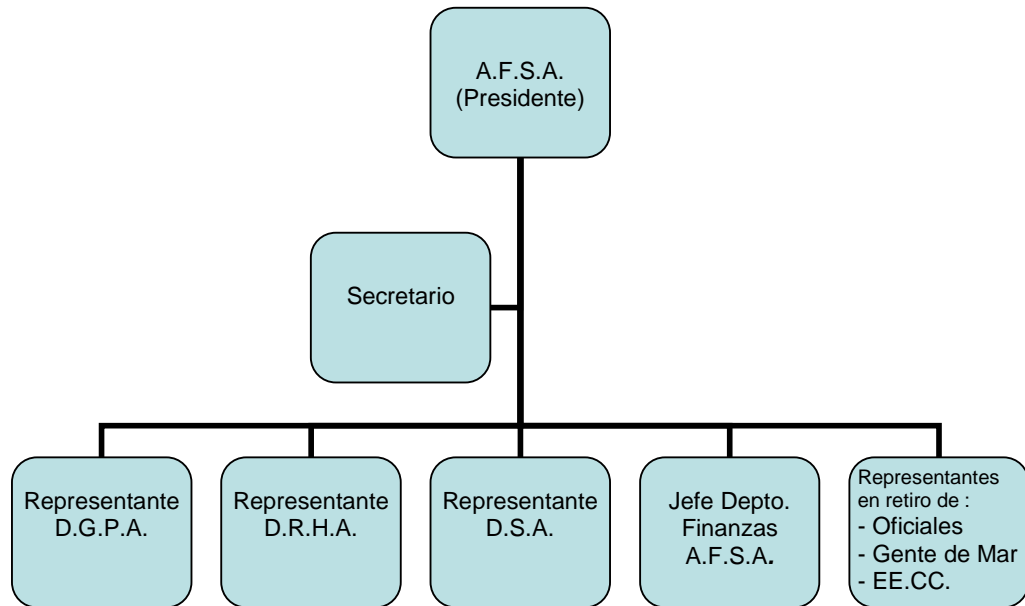 A.F.S.A.
(Presidente)
Secretario
Representante
D.G.P.A.
Representante
D.R.H.A.
Representante
D.S.A.
Jefe Depto.
Finanzas
A.F.S.A.
Representantes
en retiro de :
- Oficiales
- Gente de Mar
- EE.CC.